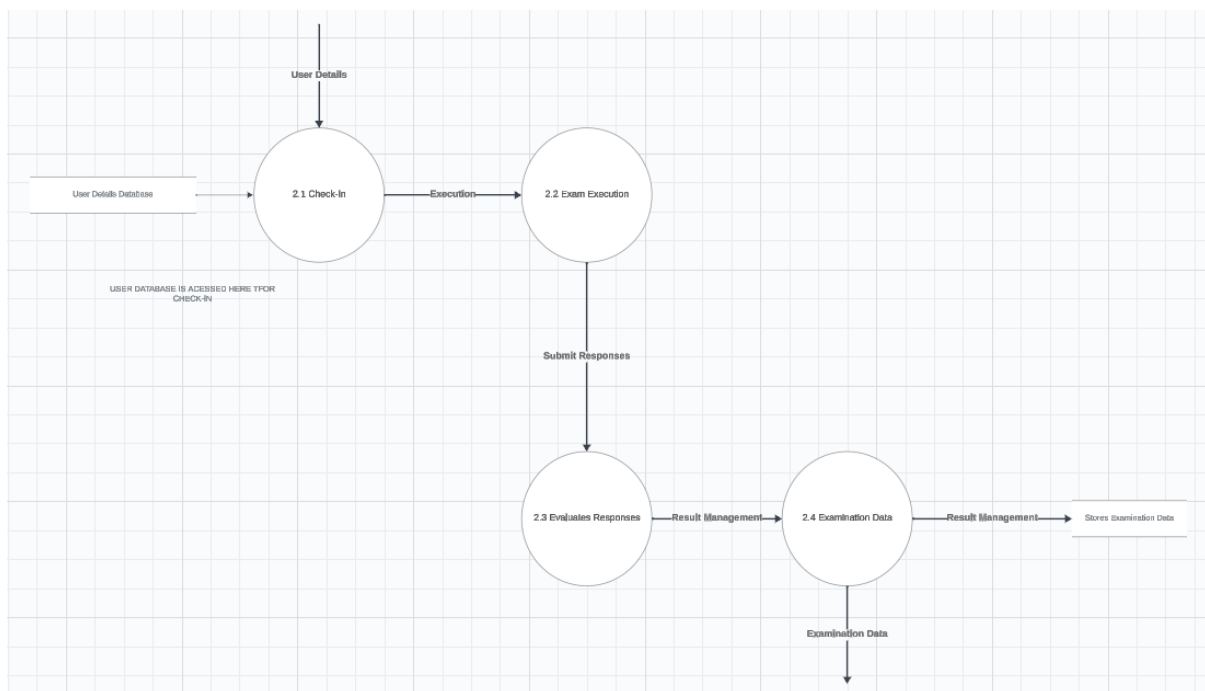 User Details
User Details Database
2.1 Check-In
Execution
2.2 Exam Execution
USER DATABASE IS ACESSED HERE TFOR
CHECK-IN
Submit Responses
2.3 Evaluates Responses
Result Management
2.4 Examination Data
Result Management
Stores Examination Data
Examination Data